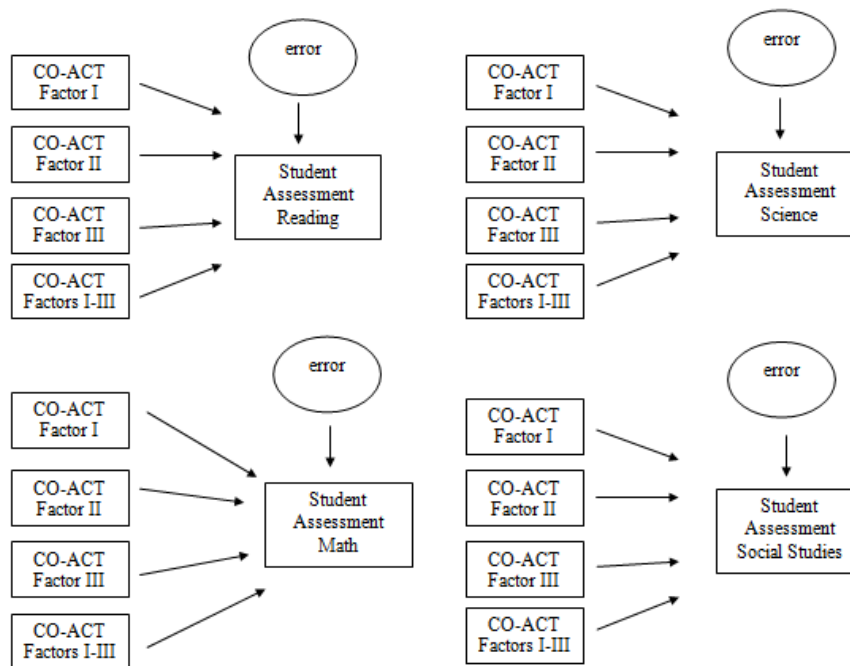 error
CO-ACT
Factor I
CO-ACT
Factor II
CO-ACT
Factor III
CO-ACT
Factors I-III
Student
Assessment
Reading
error
CO-ACT
Factor I
CO-ACT
Factor II
CO-ACT
Factor III
CO-ACT
Factors I-III
Student
Assessment
Science
error
CO-ACT
Factor I
CO-ACT
Factor II
CO-ACT
Factor III
CO-ACT
Factors I-III
Student
Assessment
Math
error
CO-ACT
Factor I
CO-ACT
Factor II
CO-ACT
Factor III
CO-ACT
Factors I-III
Student
Assessment
Social Studies